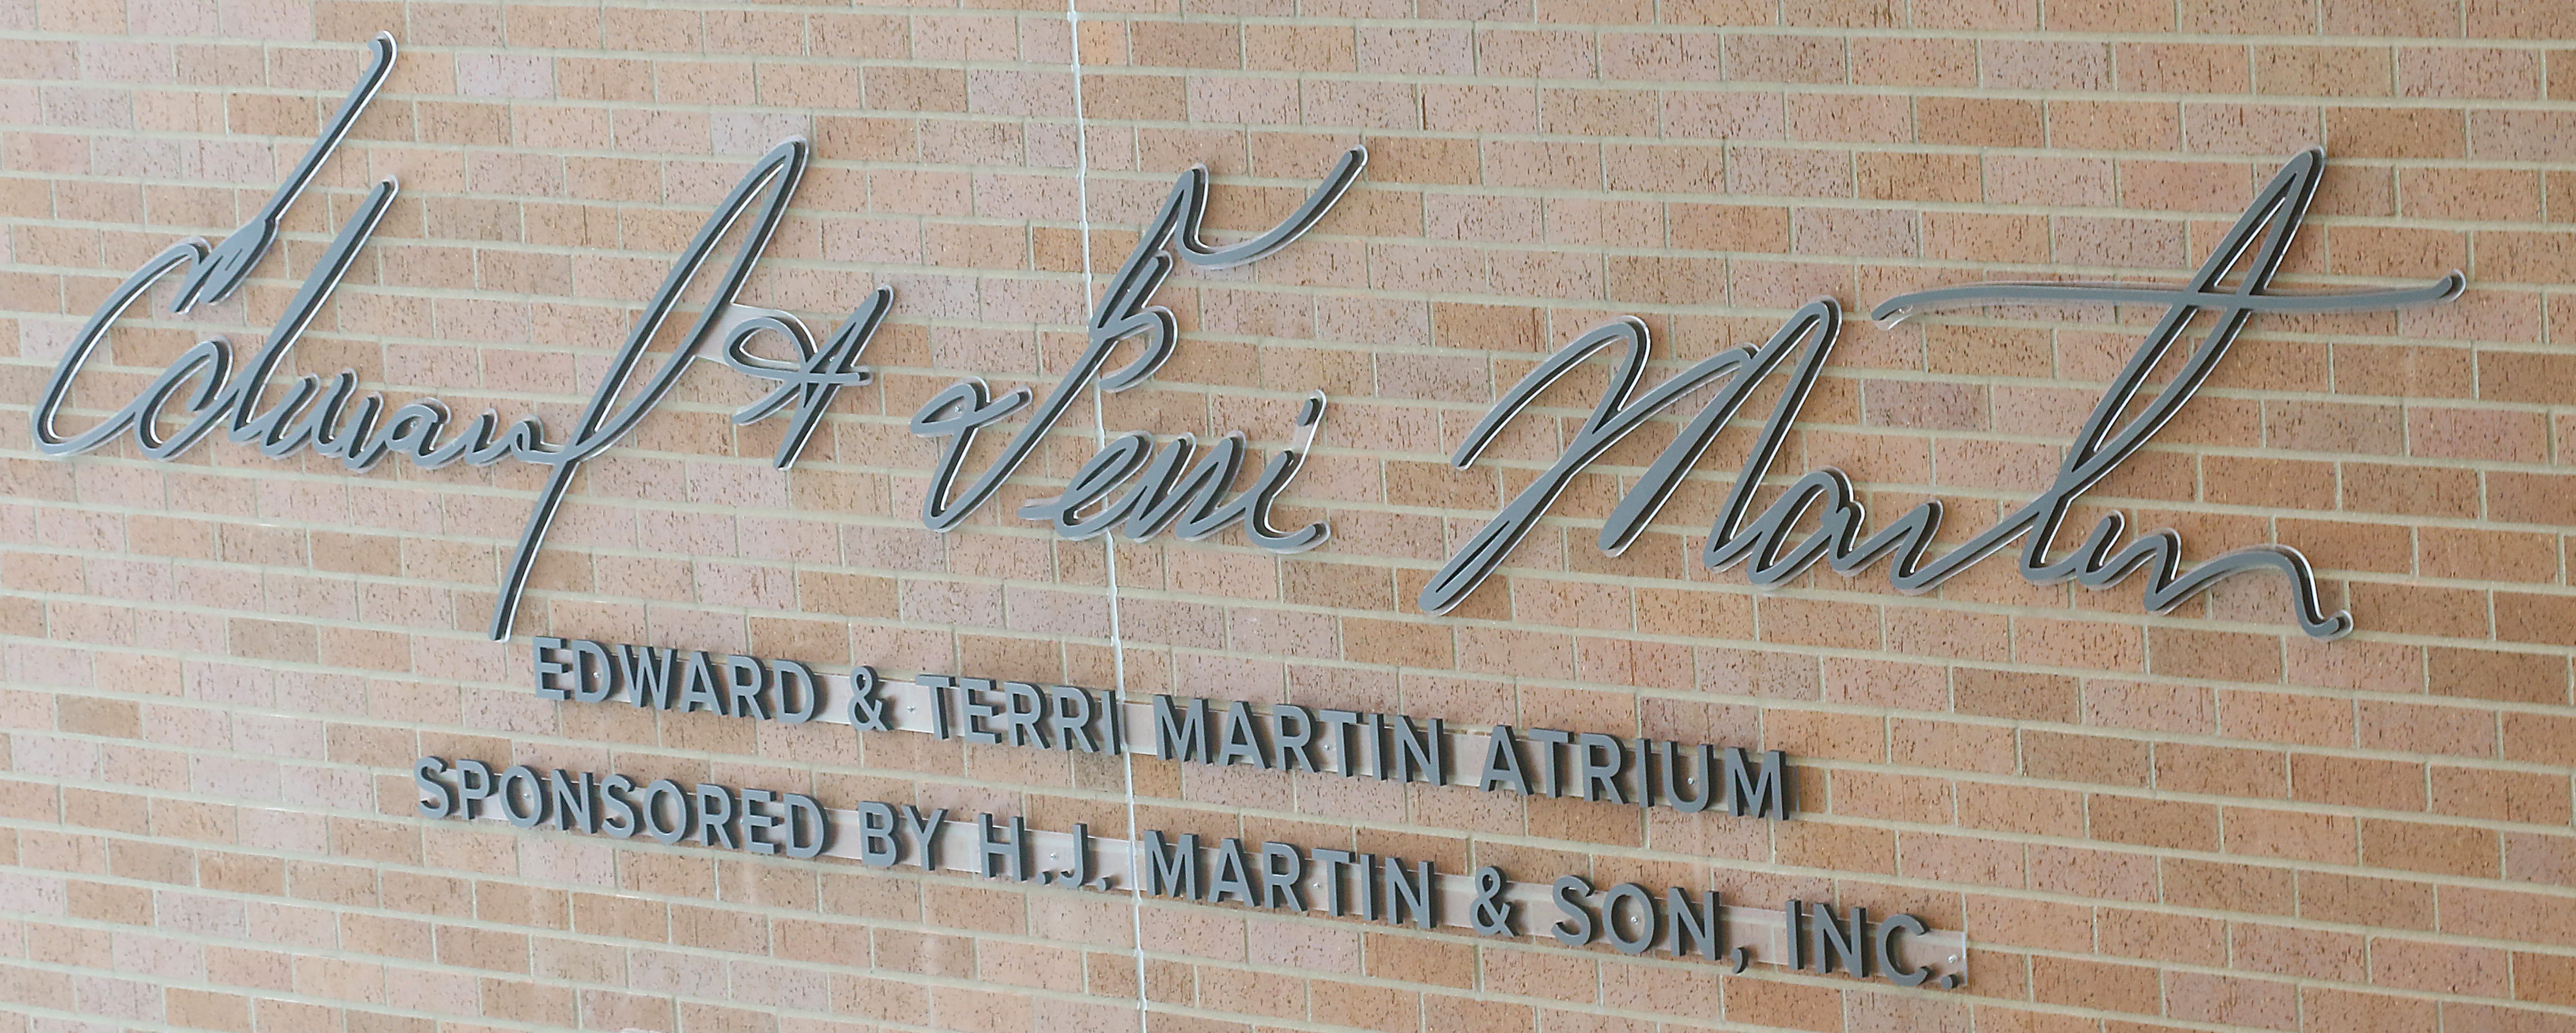 Edward & Terri Martin
EDWARD & TERRI MARTIN ATRIUM
SPONSORED BY H.J. MARTIN & SON, INC.